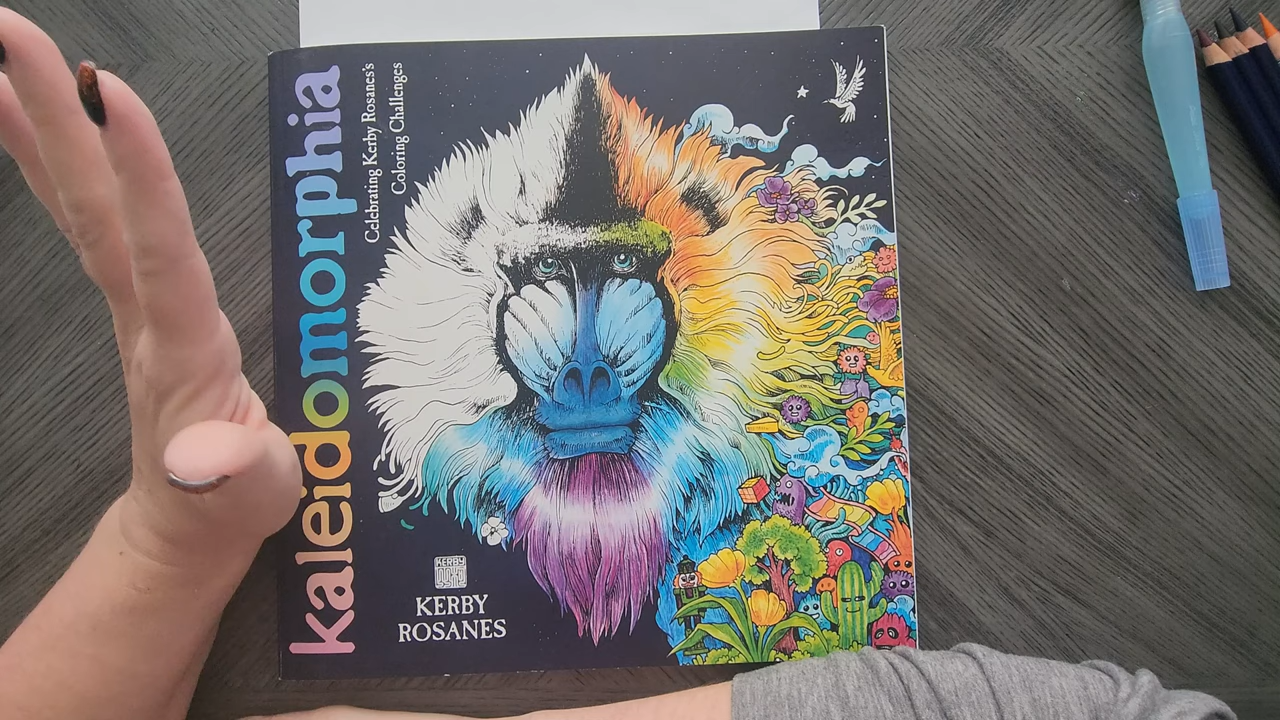 kaleidomorphia
Celebrating Kerby Rosanes's
Coloring Challenges
KERBY
ROSANES